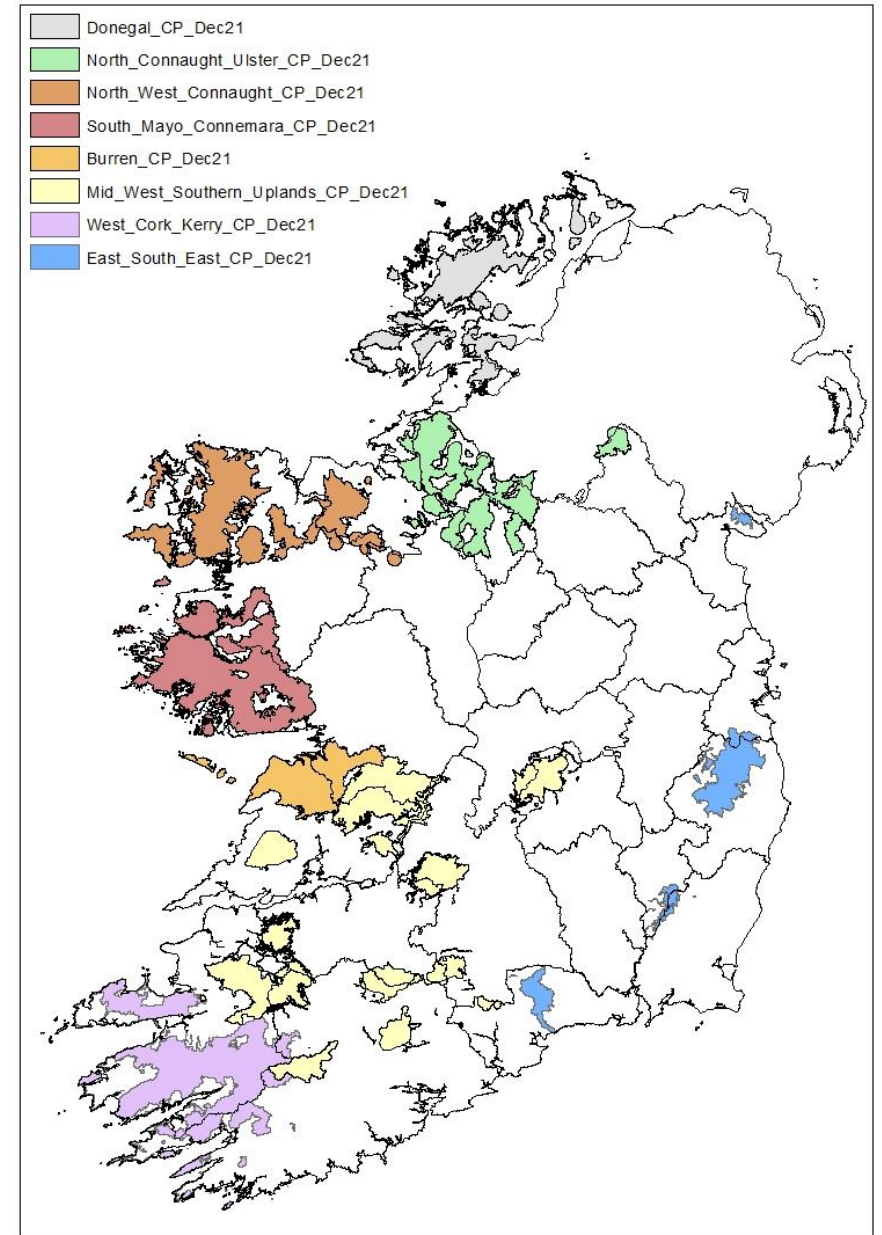 Donegal_CP_Dec21
North_Connaught_Ulster_CP_Dec21
North_West_Connaught_CP_Dec21
South_Mayo_Connemara_CP_Dec21
Burren_CP_Dec21
Mid_West_Southern_Uplands_CP_Dec21
West_Cork_Kerry_CP_Dec21
East_South_East_CP_Dec21